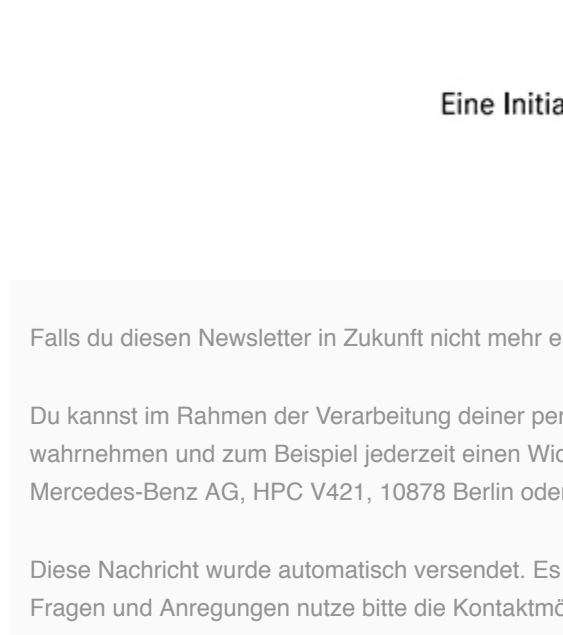 Eine Initia
Falls du diesen Newsletter in Zukunft nicht mehr e
Du kannst im Rahmen der Verarbeitung deiner per
wahrnehmen und zum Beispiel jederzeit einen Wid
Mercedes-Benz AG, HPC V421, 10878 Berlin oder
Diese Nachricht wurde automatisch versendet. Es
Fragen und Anregungen nutze bitte die Kontaktmö